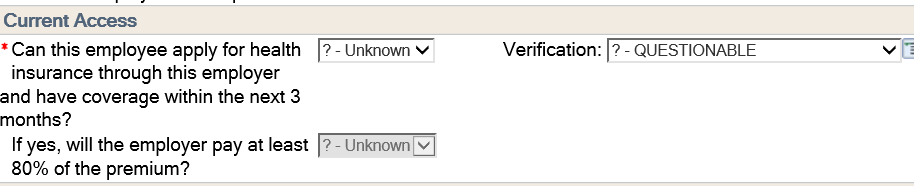 Current Access
* Can this employee apply for health ? - Unknown Verification: ? - QUESTIONABLE
insurance through this employer
and have coverage within the next 3
months?
If yes, will the employer pay at least ? - Unknown
80% of the premium?